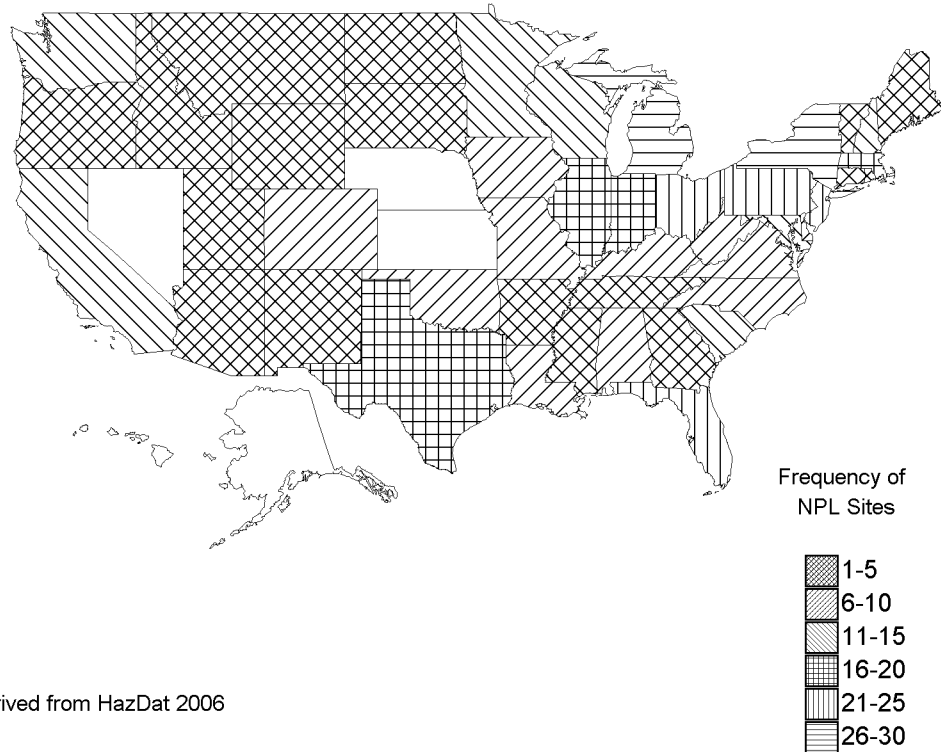 Frequency of
NPL Sites
1-5
6-10
11-15
16-20
21-25
26-30
from HazDat 2006